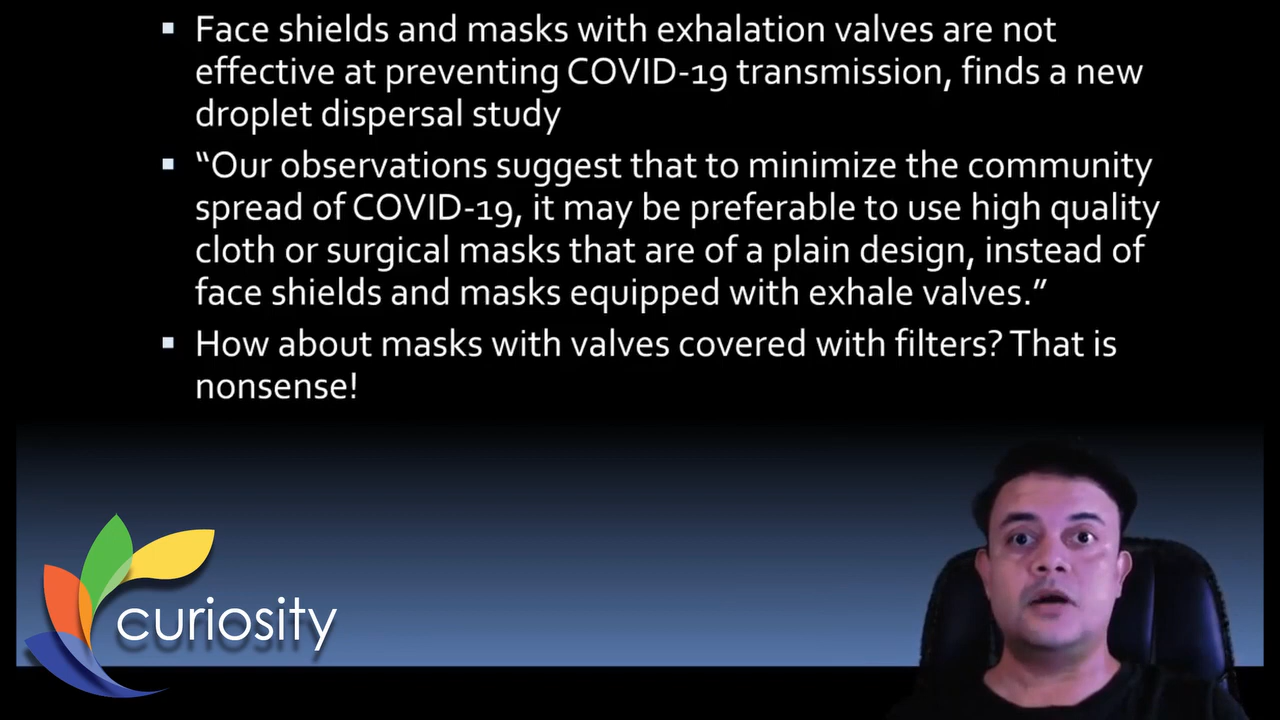 Face shields and masks with exhalation valves are not
effective at preventing COVID-19 transmission, finds a new
droplet dispersal study
“Our observations suggest that to minimize the community
spread of COVID-19, it may be preferable to use high quality
cloth or surgical masks that are of a plain design, instead of
face shields and masks equipped with exhale valves.”
How about masks with valves covered with filters? That is
nonsense!
curiosity